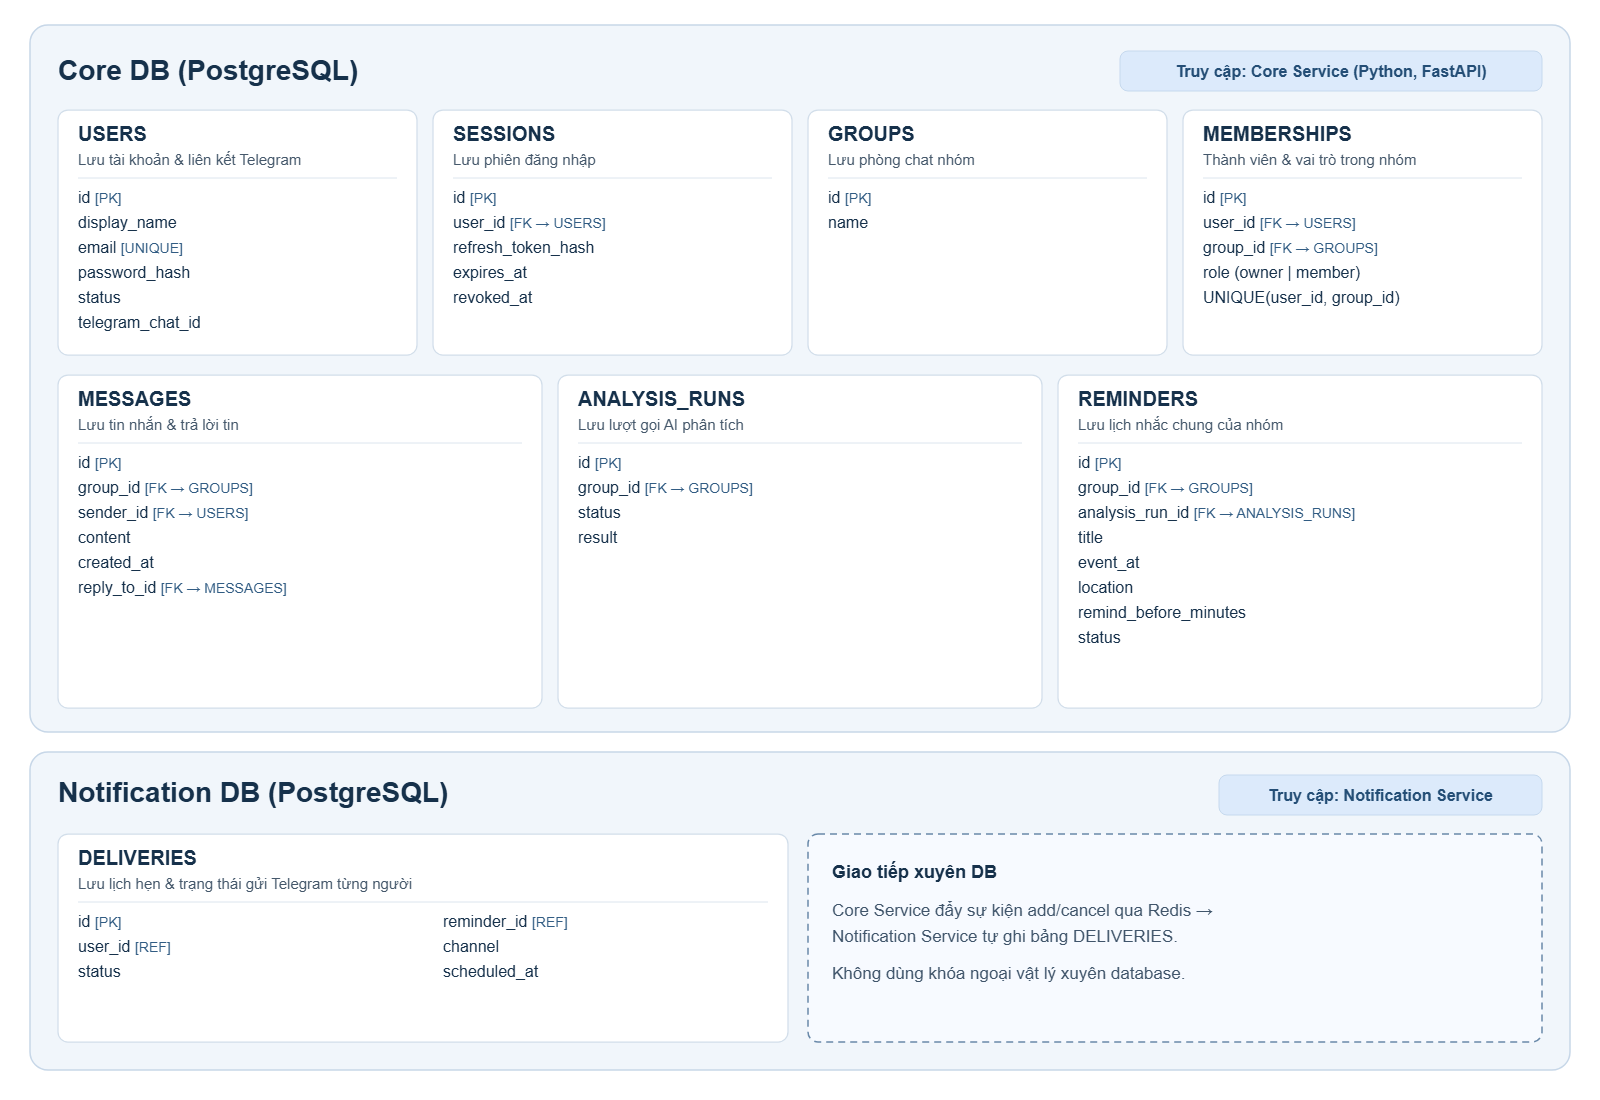 Core DB (PostgreSQL)
Truy cập: Core Service (Python, FastAPI)
USERS
Lưu tài khoản & liên kết Telegram
id [PK]
display_name
email [UNIQUE]
password_hash
status
telegram_chat_id
SESSIONS
Lưu phiên đăng nhập
id [PK]
user_id [FK → USERS]
refresh_token_hash
expires_at
revoked_at
GROUPS
Lưu phòng chat nhóm
id [PK]
name
MEMBERSHIPS
Thành viên & vai trò trong nhóm
id [PK]
user_id [FK → USERS]
group_id [FK → GROUPS]
role (owner | member)
UNIQUE(user_id, group_id)
MESSAGES
Lưu tin nhắn & trả lời tin
id [PK]
group_id [FK → GROUPS]
sender_id [FK → USERS]
content
created_at
reply_to_id [FK → MESSAGES]
ANALYSIS_RUNS
Lưu lượt gọi AI phân tích
id [PK]
group_id [FK → GROUPS]
status
result
REMINDERS
Lưu lịch nhắc chung của nhóm
id [PK]
group_id [FK → GROUPS]
analysis_run_id [FK → ANALYSIS_RUNS]
title
event_at
location
remind_before_minutes
status
Notification DB (PostgreSQL)
Truy cập: Notification Service
DELIVERIES
Lưu lịch hẹn & trạng thái gửi Telegram từng người
id [PK]
user_id [REF]
status
reminder_id [REF]
channel
scheduled_at
Giao tiếp xuyên DB
Core Service đẩy sự kiện add/cancel qua Redis →
Notification Service tự ghi bảng DELIVERIES.
Không dùng khóa ngoại vật lý xuyên database.